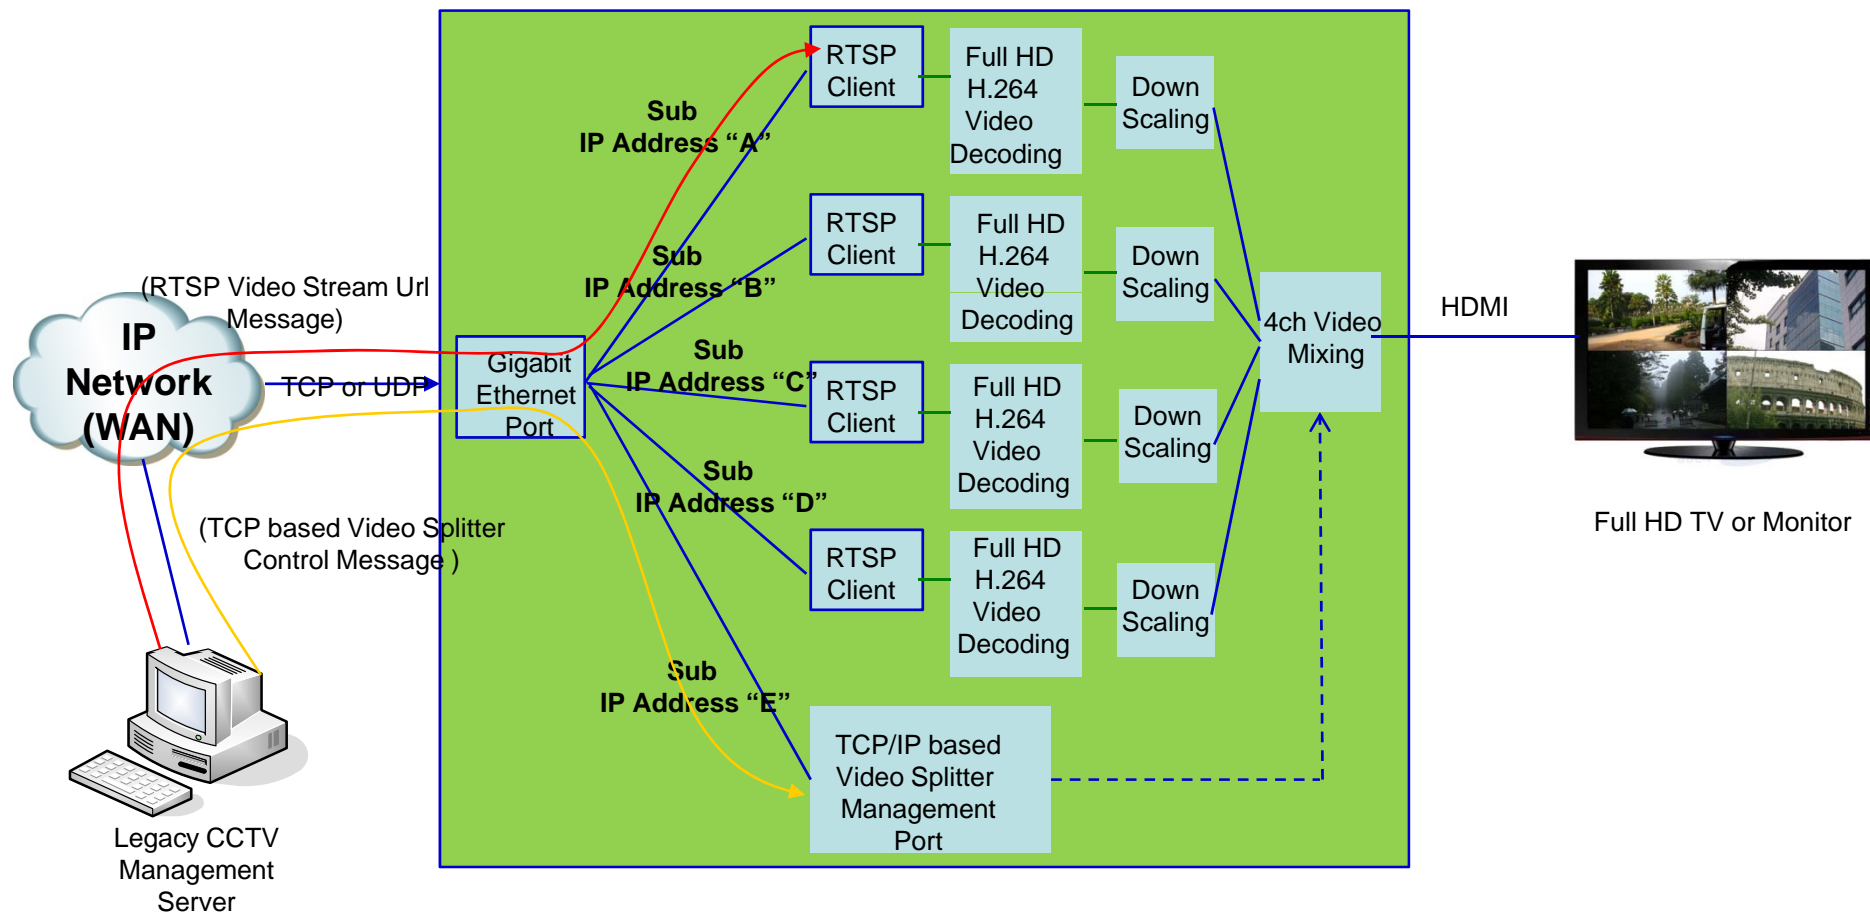 RTSP
Client
Full HD
H.264
Video
Decoding
Down
Scaling
Sub
IP Address “A”
RTSP
Client
Full HD
H.264
Video
Decoding
Down
Scaling
Sub
IP Address “B”
(RTSP Video Stream Url
Message)
IP
Network
(WAN)
TCP or UDP
Gigabit
Ethernet
Port
Sub
IP Address “C”
RTSP
Client
Full HD
H.264
Video
Decoding
Down
Scaling
4ch Video
Mixing
HDMI
Full HD TV or Monitor
Sub
IP Address “D”
RTSP
Client
Full HD
H.264
Video
Decoding
Down
Scaling
(TCP based Video Splitter
Control Message )
Sub
IP Address “E”
TCP/IP based
Video Splitter
Management
Port
Legacy CCTV
Management
Server